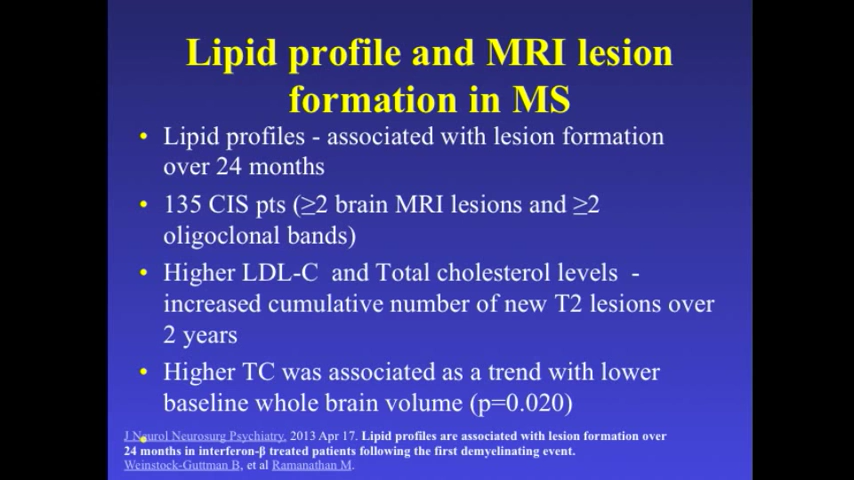 Lipid profile and MRI lesion
formation in MS
• Lipid profiles - associated with lesion formation
over 24 months
• 135 CIS pts (≥2 brain MRI lesions and ≥2
oligoclonal bands)
• Higher LDL-C and Total cholesterol levels -
increased cumulative number of new T2 lesions over
2 years
• Higher TC was associated as a trend with lower
baseline whole brain volume (p=0.020)
J Neurol Neurosurg Psychiatry. 2013 Apr 17. Lipid profiles are associated with lesion formation over
24 months in interferon-β treated patients following the first demyelinating event.
Weinstock-Guttman B, et al Ramanathan M.